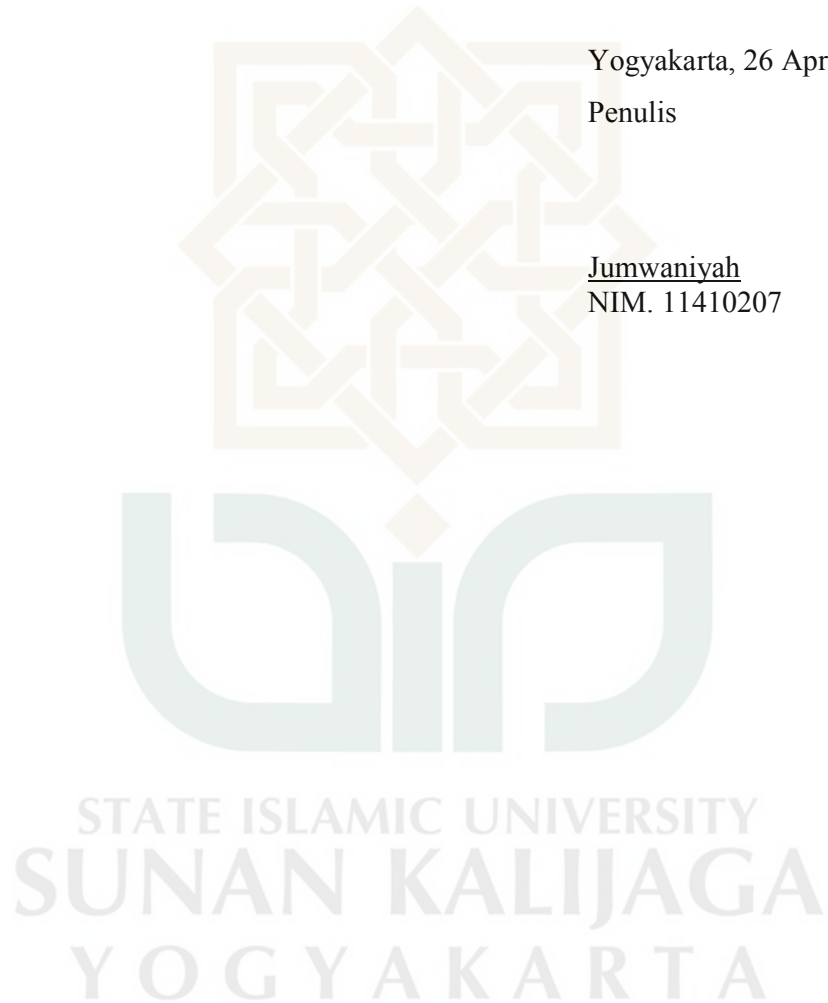 Yogyakarta, 26 Apr
Penulis
Jumwaniyah
NIM. 11410207
STATE ISLAMIC UNIVERSITY
SUNAN KALIJAGA
YOGYAKARTA